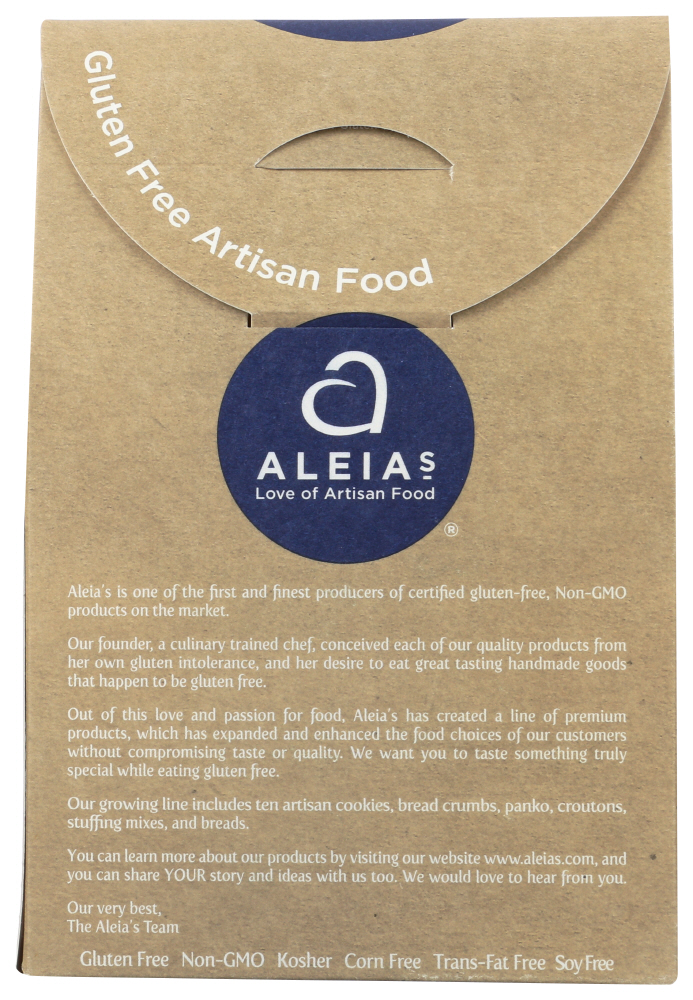 Gluten Free Artisan Food
ALEIAS
Love of Artisan Food
®
Aleia's is one of the first and finest producers of certified gluten-free, Non-GMO
products on the market.
Our founder, a culinary trained chef, conceived each of our quality products from
her own gluten intolerance, and her desire to eat great tasting handmade goods
that happen to be gluten free.
Out of this love and passion for food, Aleia's has created a line of premium
products, which has expanded and enhanced the food choices of our customers
without compromising taste or quality. We want you to taste something truly
special while eating gluten free.
Our growing line includes ten artisan cookies, bread crumbs, panko, croutons,
stuffing mixes, and breads.
You can learn more about our products by visiting our website www.aleias.com, and
you can share YOUR story and ideas with us too. We would love to hear from you.
Our very best,
The Aleia's Team
Gluten Free Non-GMO Kosher Corn Free Trans-Fat Free Soy Free